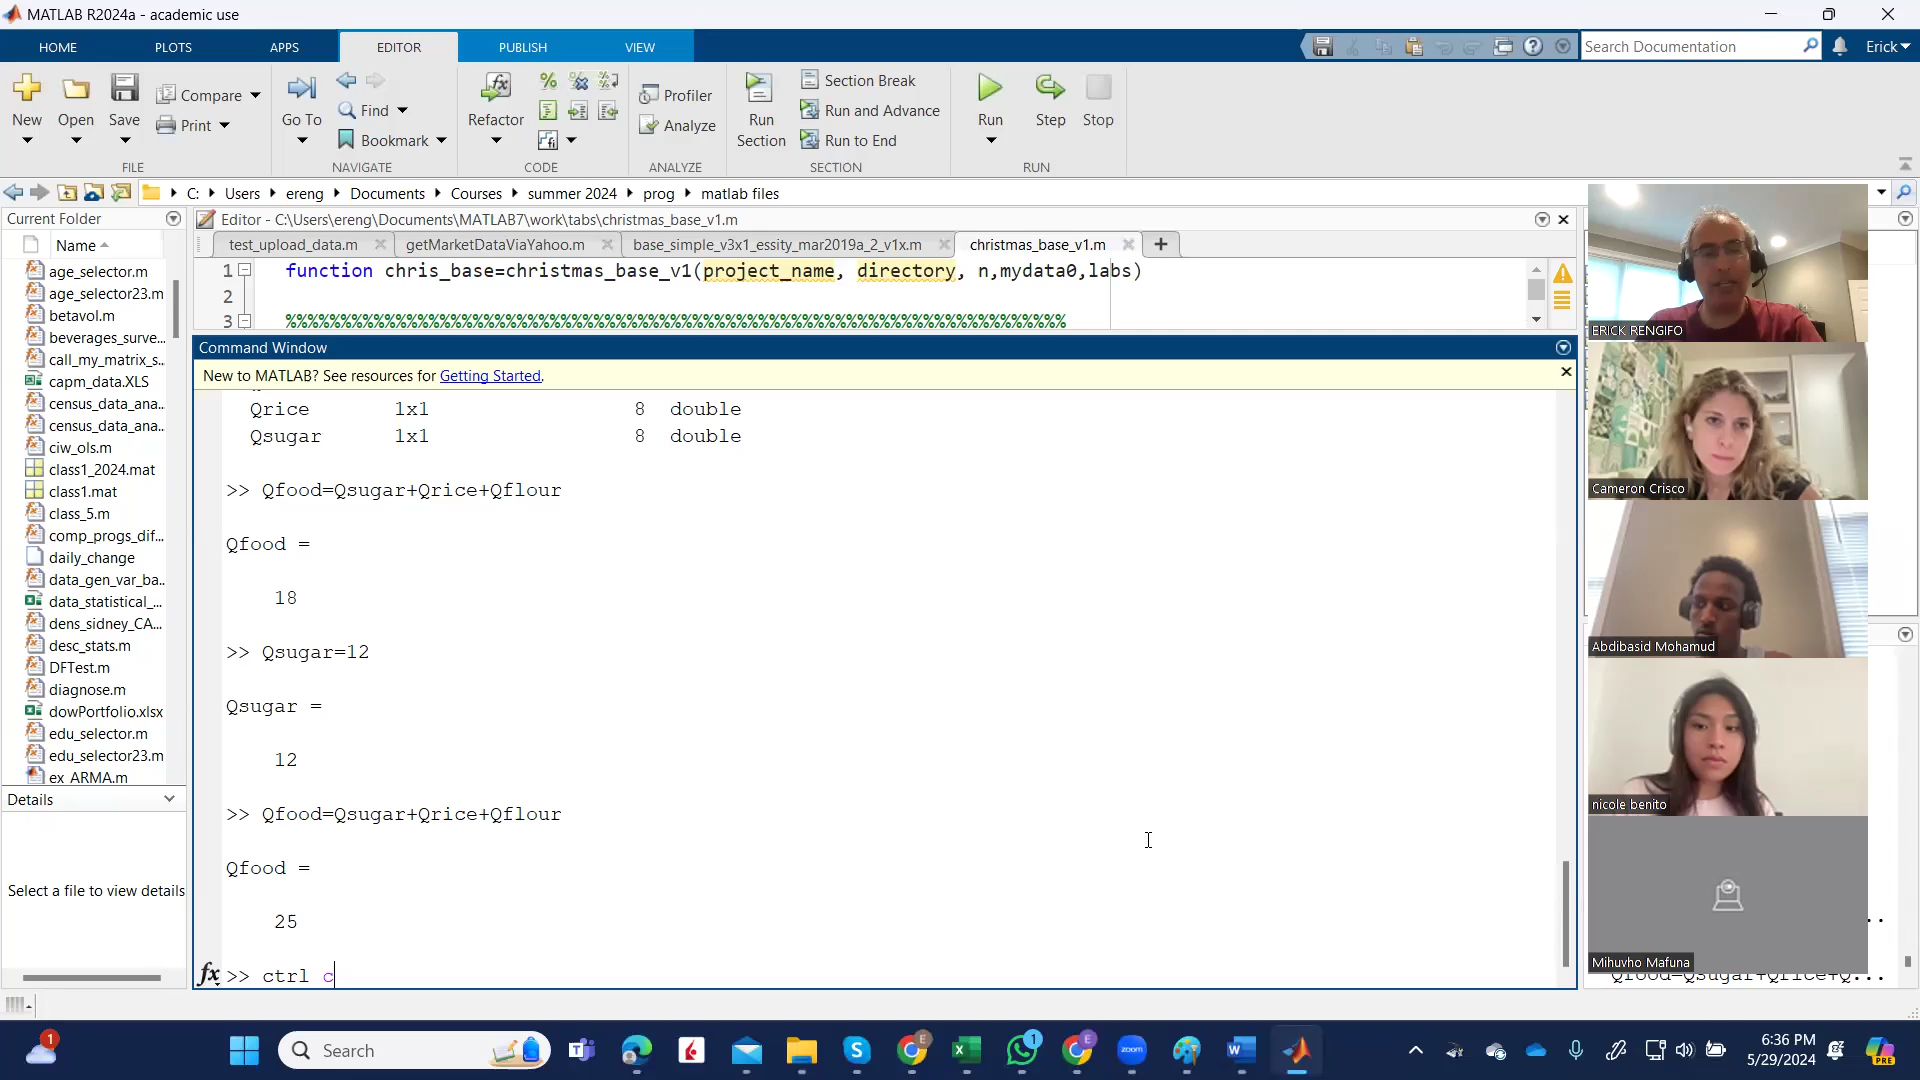 MATLAB R2024a - academic use
HOME PLOTS APPS EDITOR PUBLISH VIEW
Search Documentation
Erick
New
Open
Save
Compare
Print
FILE
Go To
Find
Bookmark
NAVIGATE
Refactor
CODE
Profiler
Analyze
ANALYZE
Run Section
Section Break
Run and Advance
Run to End
SECTION
Run
Step
Stop
RUN
C: Users ereng Documents Courses summer 2024 prog matlab files
Current Folder
Name
age_selector.m
age_selector23.m
betavol.m
beverages_surve...
call_my_matrix_s...
capm_data.XLS
census_data_ana...
census_data_ana...
ciw_ols.m
class1_2024.mat
class1.mat
class_5.m
comp_progs_dif...
daily_change
data_gen_var_ba...
data_statistical_...
dens_sidney_CA...
desc_stats.m
DFTest.m
diagnose.m
dowPortfolio.xlsx
edu_selector.m
edu_selector23.m
ex_ARMA.m
Details
Select a file to view details
Editor - C:\Users\ereng\Documents\MATLAB7\work\tabs\christmas_base_v1.m
test_upload_data.m getMarketDataViaYahoo.m base_simple_v3x1_essity_mar2019a_2_v1x.m christmas_base_v1.m
1 function chris_base=christmas_base_v1(project_name, directory, n,mydata0,labs)
2
3 %%%%%%%%%%%%%%%%%%%%%%%%%%%%%%%%%%%%%%%%%%%%%%%%%%%%%%%%%%%%%%%%%
Command Window
New to MATLAB? See resources for Getting Started.
Qrice 1x1 8 double
Qsugar 1x1 8 double
>> Qfood=Qsugar+Qrice+Qflour
Qfood =
18
>> Qsugar=12
Qsugar =
12
>> Qfood=Qsugar+Qrice+Qflour
Qfood =
25
fx >> ctrl c
ERICK RENGIFO
Cameron Crisco
Abdibasid Mohamud
nicole benito
Mihuvho Mafuna
Qfood=Qsugar+Qrice+Q...
1
Search
E
1
E
zoom
6:36 PM
5/29/2024
PRE